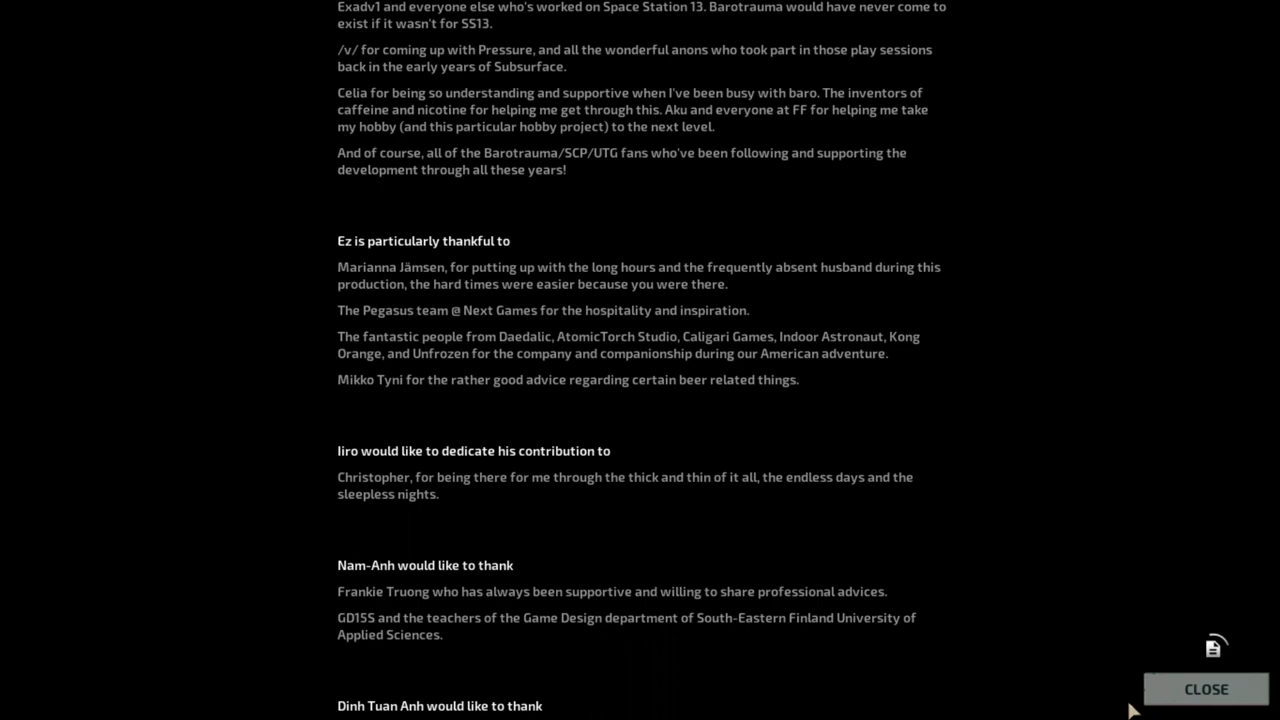 Exadv1 and everyone else who's worked on Space Station 13. Barotrauma would have never come to
exist if it wasn't for SS13.
/v/ for coming up with Pressure, and all the wonderful anons who took part in those play sessions
back in the early years of Subsurface.
Celia for being so understanding and supportive when I've been busy with baro. The inventors of
caffeine and nicotine for helping me get through this. Aku and everyone at FF for helping me take
my hobby (and this particular hobby project) to the next level.
And of course, all of the Barotrauma/SCP/UTG fans who've been following and supporting the
development through all these years!
Ez is particularly thankful to
Marianna Jämsen, for putting up with the long hours and the frequently absent husband during this
production, the hard times were easier because you were there.
The Pegasus team @ Next Games for the hospitality and inspiration.
The fantastic people from Daedalic, AtomicTorch Studio, Caligari Games, Indoor Astronaut, Kong
Orange, and Unfrozen for the company and companionship during our American adventure.
Mikko Tyni for the rather good advice regarding certain beer related things.
Iiro would like to dedicate his contribution to
Christopher, for being there for me through the thick and thin of it all, the endless days and the
sleepless nights.
Nam-Anh would like to thank
Frankie Truong who has always been supportive and willing to share professional advices.
GD15S and the teachers of the Game Design department of South-Eastern Finland University of
Applied Sciences.
CLOSE
Dinh Tuan Anh would like to thank